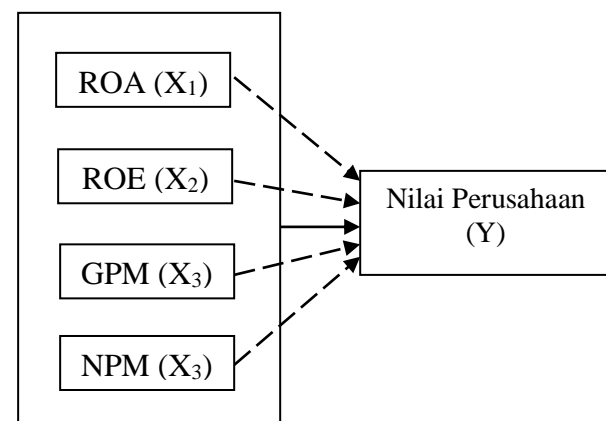 ROA (X₁)
ROE (X₂)
GPM (X₃)
NPM (X₃)
Nilai Perusahaan
(Y)